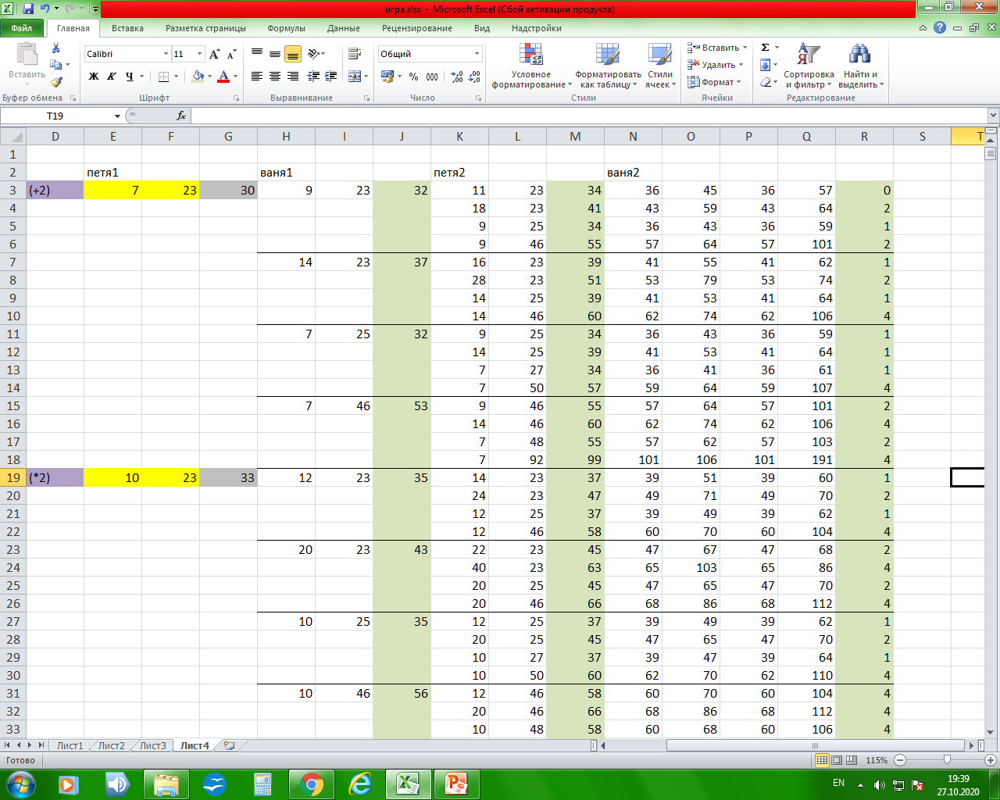 игра.xlsx - Microsoft Excel (Сбой активации продукта)
Файл Главная Вставка Разметка страницы Формулы Данные Рецензирование Вид Надстройки
Вставить
Буфер обмена
Calibri 11
Ж К Ч
Шрифт
Выравнивание
Общий
% 000
Число
Условное форматирование
Форматировать как таблицу
Стили ячеек
Стили
Вставить
Удалить
Формат
Ячейки
Сортировка и фильтр
Найти и выделить
Редактирование
T19 fx
D E F G H I J K L M N O P Q R S T
1
2 петя1 ваня1 петя2 ваня2
3 (+2) 7 23 30 9 23 32 11 23 34 36 45 36 57 0
4 18 23 41 43 59 43 64 2
5 9 25 34 36 43 36 59 1
6 9 46 55 57 64 57 101 2
7 14 23 37 16 23 39 41 55 41 62 1
8 28 23 51 53 79 53 74 2
9 14 25 39 41 53 41 64 1
10 14 46 60 62 74 62 106 4
11 7 25 32 9 25 34 36 43 36 59 1
12 14 25 39 41 53 41 64 1
13 7 27 34 36 41 36 61 1
14 7 50 57 59 64 59 107 4
15 7 46 53 9 46 55 57 64 57 101 2
16 14 46 60 62 74 62 106 4
17 7 48 55 57 62 57 103 2
18 7 92 99 101 106 101 191 4
19 (*2) 10 23 33 12 23 35 14 23 37 39 51 39 60 1
20 24 23 47 49 71 49 70 2
21 12 25 37 39 49 39 62 1
22 12 46 58 60 70 60 104 4
23 20 23 43 22 23 45 47 67 47 68 2
24 40 23 63 65 103 65 86 4
25 20 25 45 47 65 47 70 2
26 20 46 66 68 86 68 112 4
27 10 25 35 12 25 37 39 49 39 62 1
28 20 25 45 47 65 47 70 2
29 10 27 37 39 47 39 64 1
30 10 50 60 62 70 62 110 4
31 10 46 56 12 46 58 60 70 60 104 4
32 20 46 66 68 86 68 112 4
33 10 48 58 60 68 60 106 4
Лист1 Лист2 Лист3 Лист4
Готово 115%
EN 19:39
27.10.2020